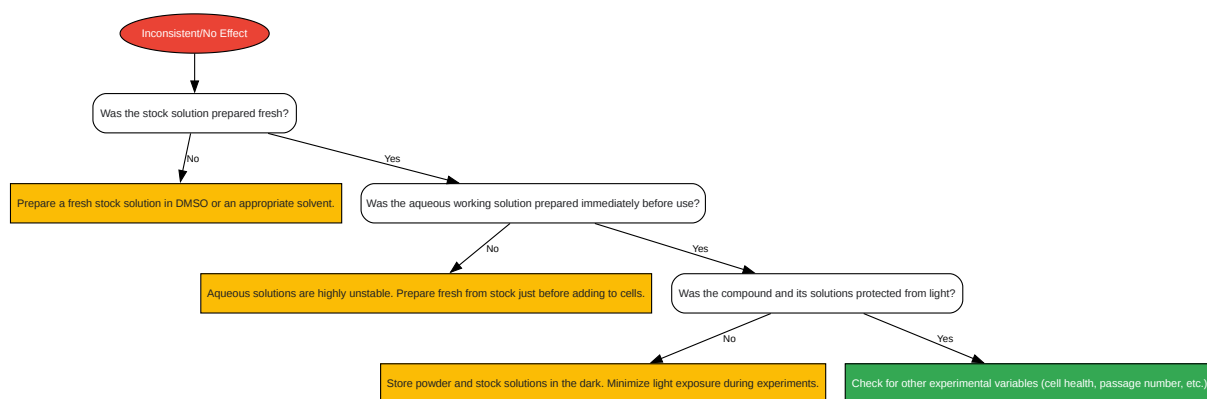 Inconsistent/No Effect
Was the stock solution prepared fresh?
No
Yes
Prepare a fresh stock solution in DMSO or an appropriate solvent.
Was the aqueous working solution prepared immediately before use?
No
Yes
Aqueous solutions are highly unstable. Prepare fresh from stock just before adding to cells.
Was the compound and its solutions protected from light?
No
Yes
Store powder and stock solutions in the dark. Minimize light exposure during experiments.
Check for other experimental variables (cell health, passage number, etc.)